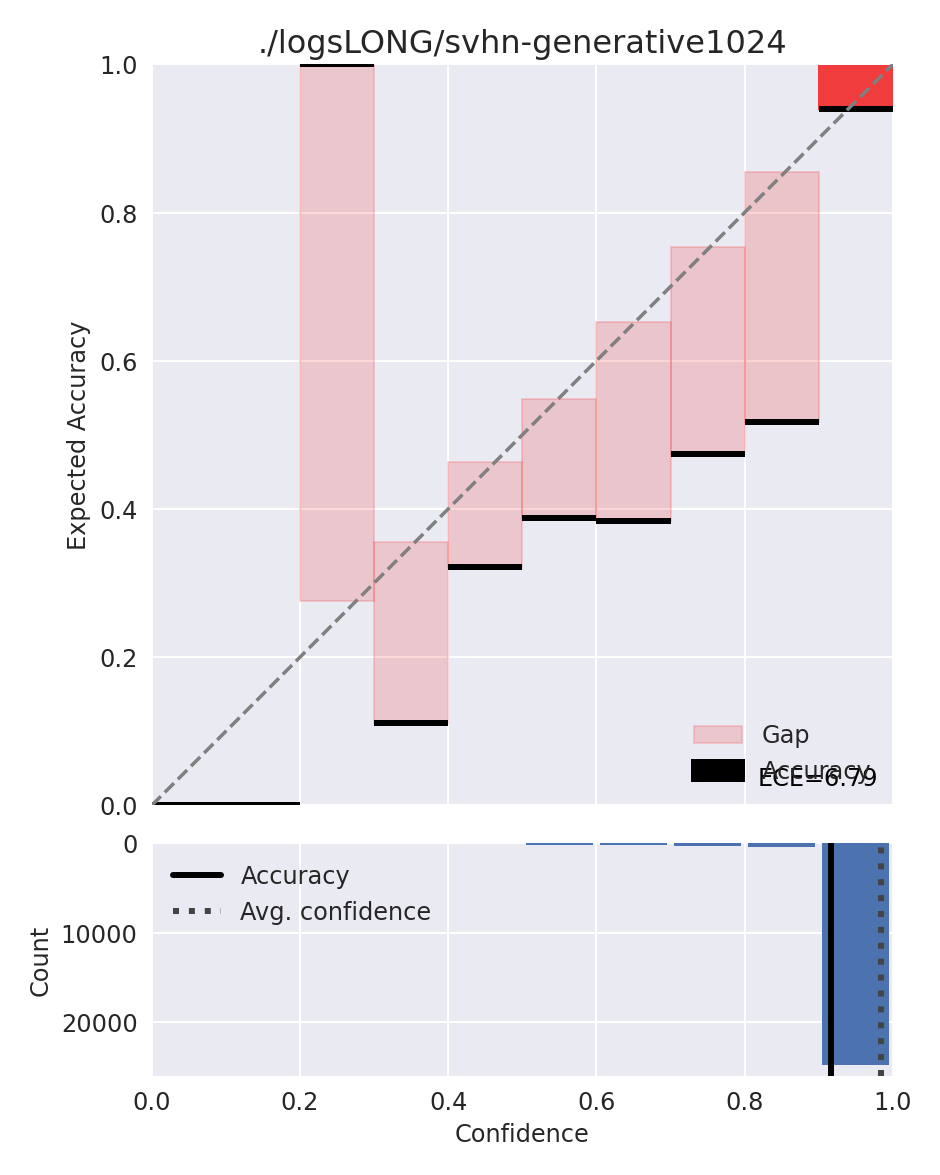 ./logsLONG/svhn-generative1024
1.0
0.8
0.6
0.4
0.2
0.0
Expected Accuracy
Gap
Accuracy
ECE=6.79
0
10000
20000
Count
Accuracy
Avg. confidence
0.0 0.2 0.4 0.6 0.8 1.0
Confidence